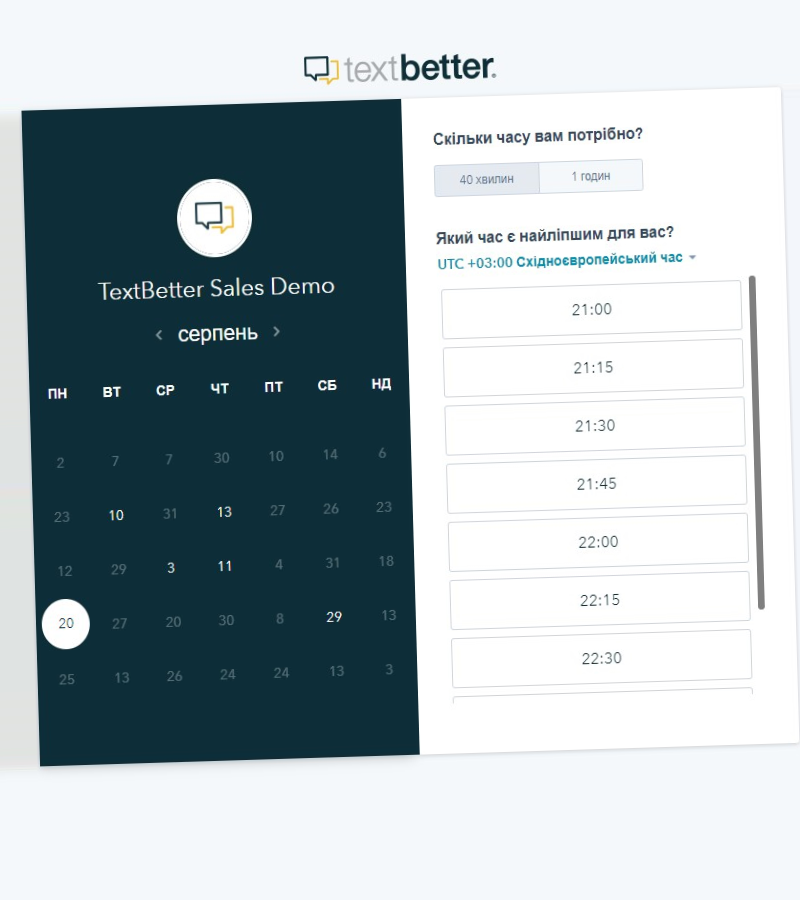 textbetter.
TextBetter Sales Demo
серпень
ПН ВТ СР ЧТ ПТ СБ НД
2 7 7 30 10 14 6
23 10 31 13 27 26 23
12 29 3 11 4 31 18
20 27 20 30 8 29 13
25 13 26 24 24 13 3
Скільки часу вам потрібно?
40 хвилин 1 годин
Який час є найліпшим для вас?
UTC +03:00 Східноєвропейський час
21:00
21:15
21:30
21:45
22:00
22:15
22:30